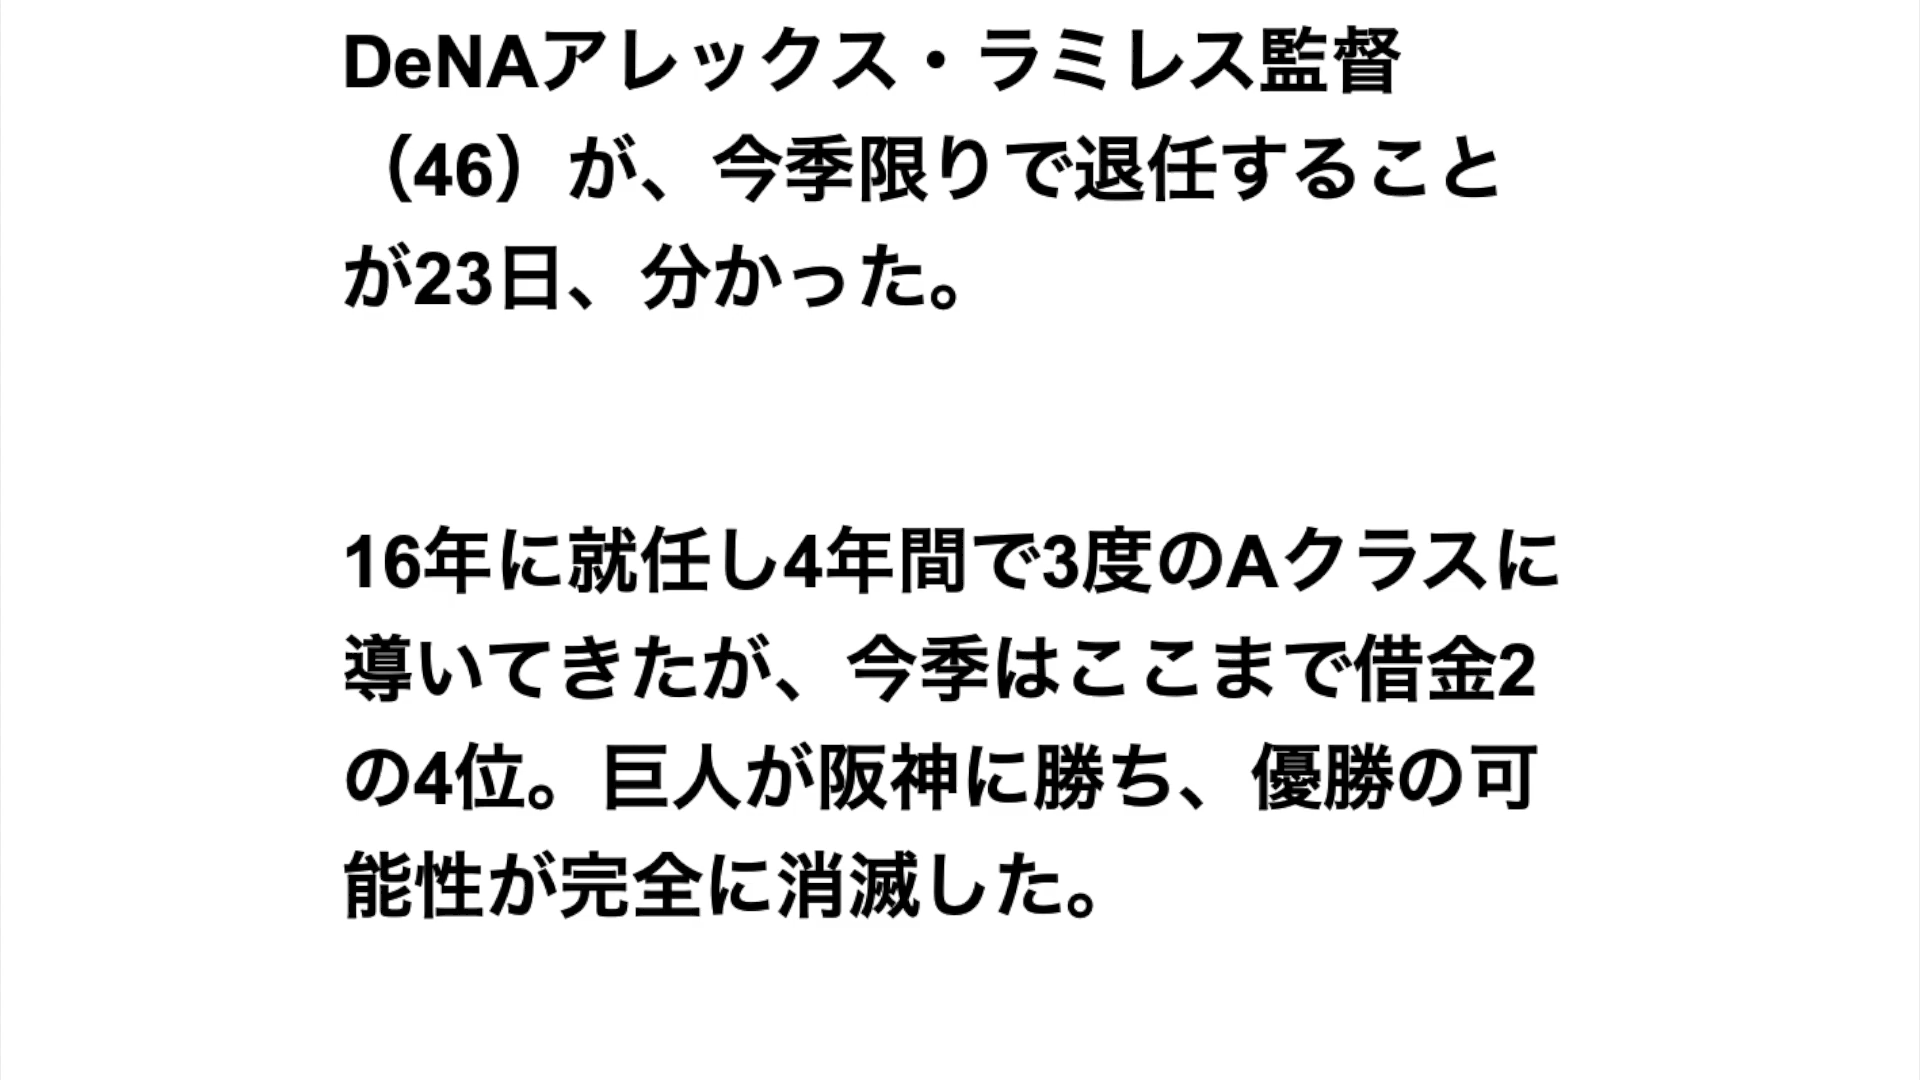 DeNAアレックス・ラミレス監督
（46）が、今季限りで退任すること
が23日、分かった。
16年に就任し4年間で3度のAクラスに
導いてきたが、今季はここまで借金2
の4位。巨人が阪神に勝ち、優勝の可
能性が完全に消滅した。